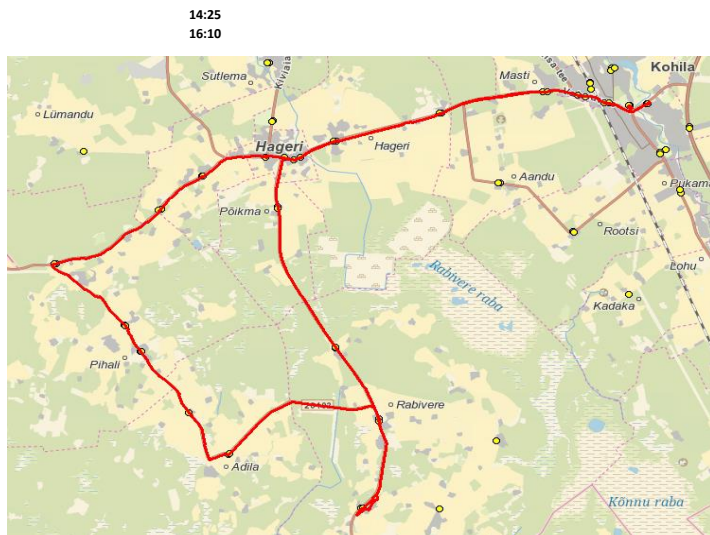 14:25
16:10
Kohila
Sutlema
Masti
Lümandu
Hageri
Hageri
Aandu
Pukama
Põikma
Rootsi
Lohu
Rabivere raba
Kadaka
Pihali
Rabivere
Adila
Kõnnu raba